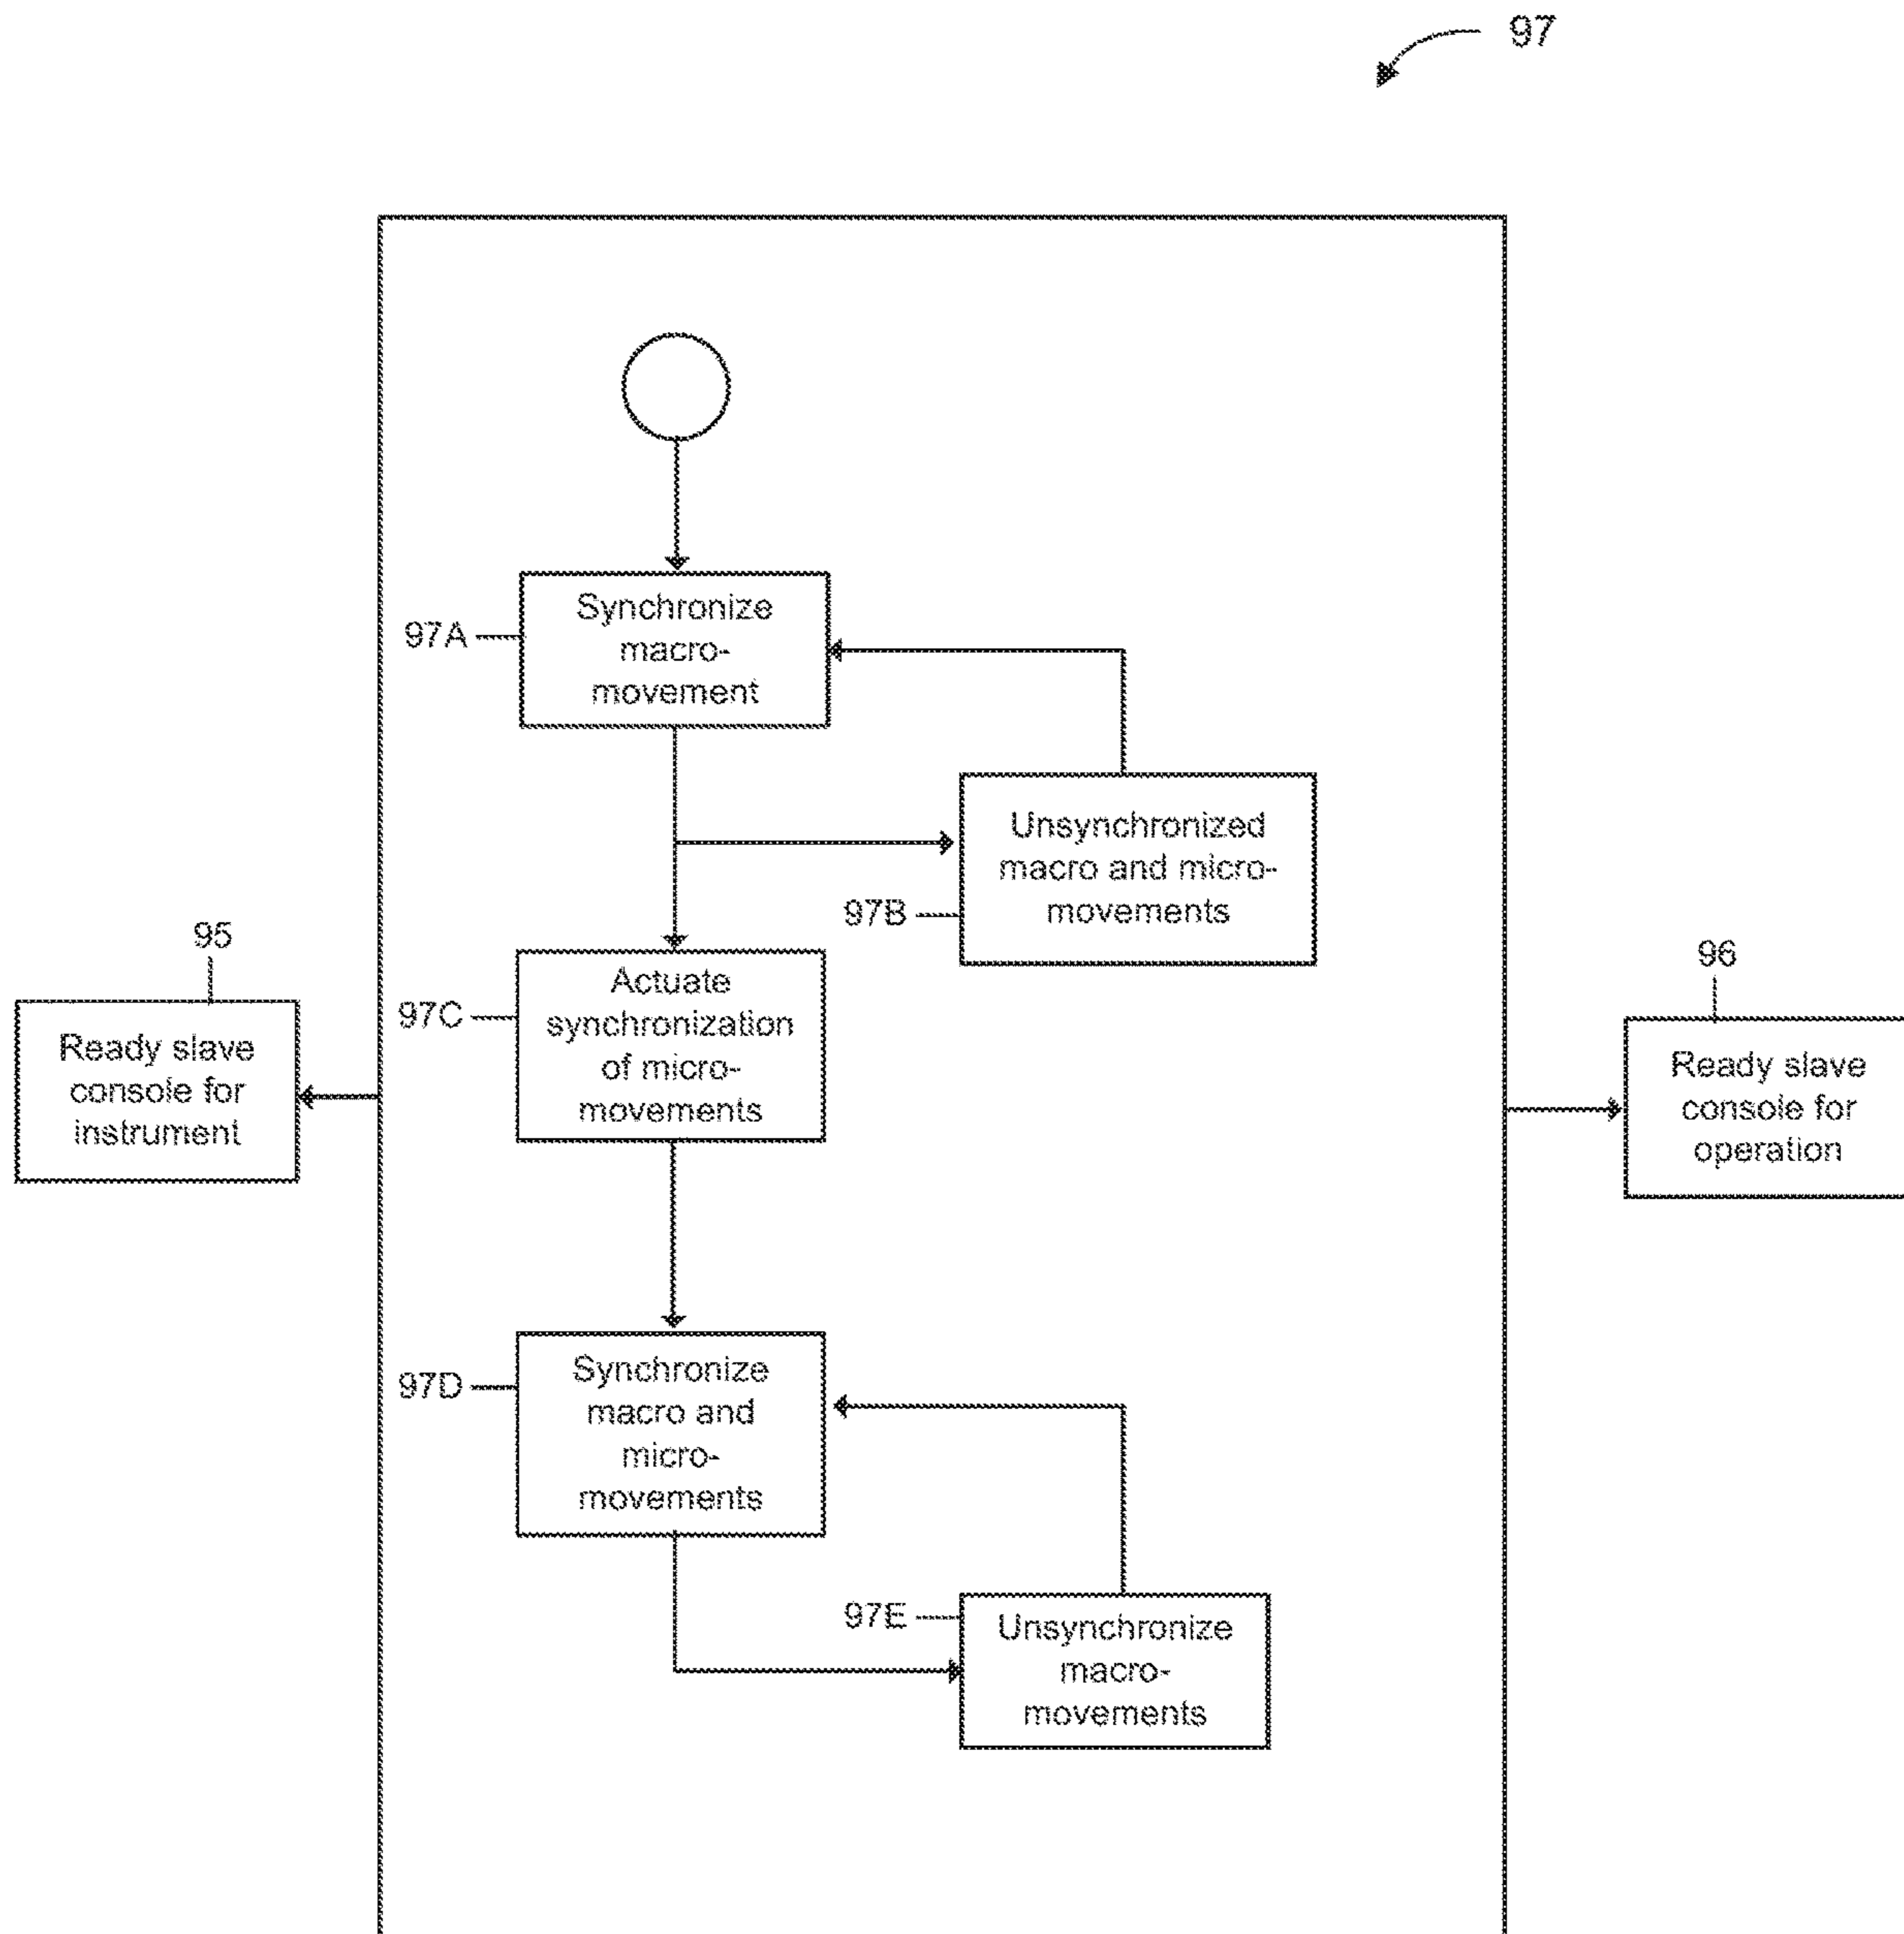 97
Synchronize
macro-
movement
97A
Unsynchronized
macro and micro-
movements
97B
Actuate
synchronization
of micro-
movements
97C
95
Ready slave
console for
instrument
96
Ready slave
console for
operation
Synchronize
macro and
micro-
movements
97D
97E
Unsynchronize
macro-
movements